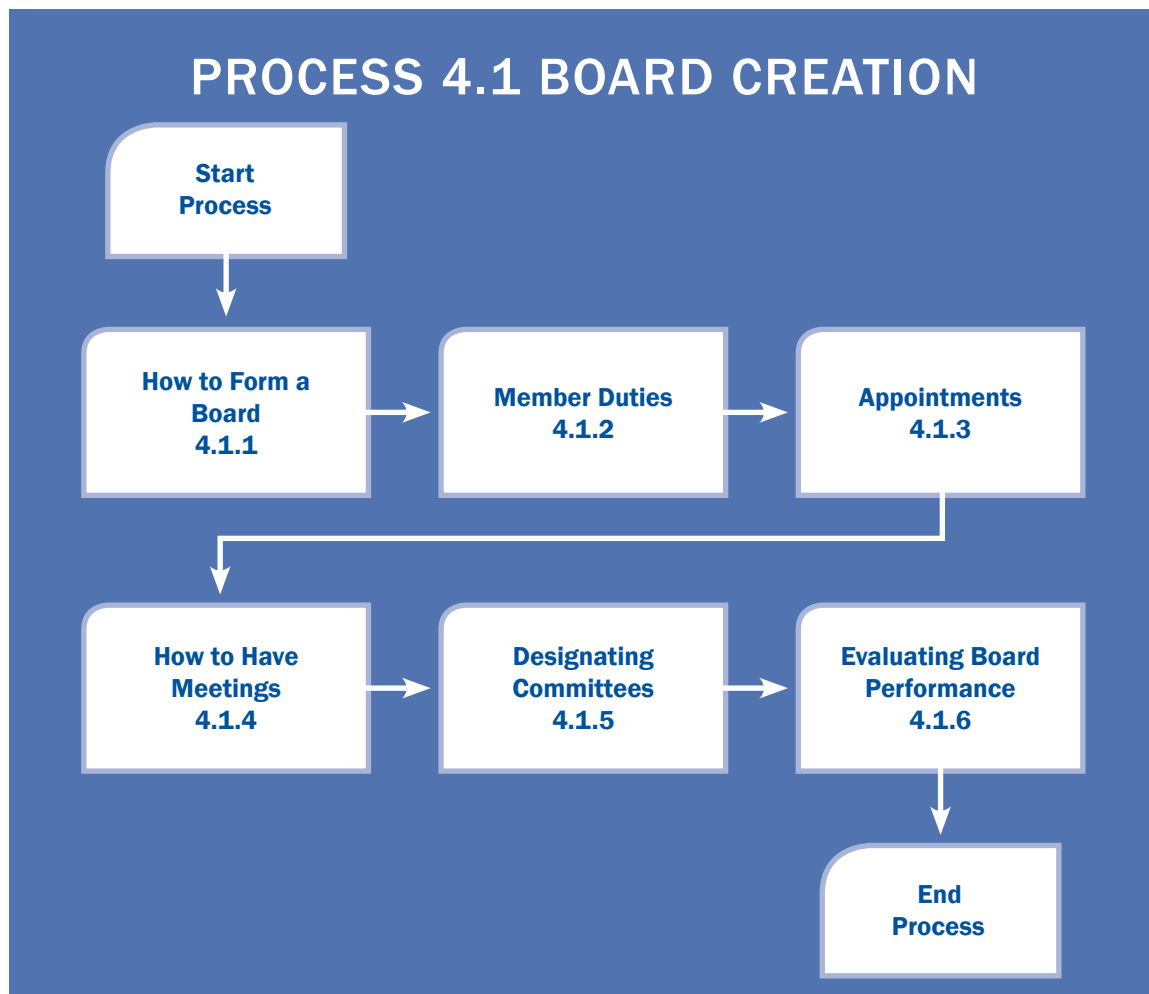 PROCESS 4.1 BOARD CREATION
Start
Process
How to Form a
Board
4.1.1
Member Duties
4.1.2
Appointments
4.1.3
How to Have
Meetings
4.1.4
Designating
Committees
4.1.5
Evaluating Board
Performance
4.1.6
End
Process